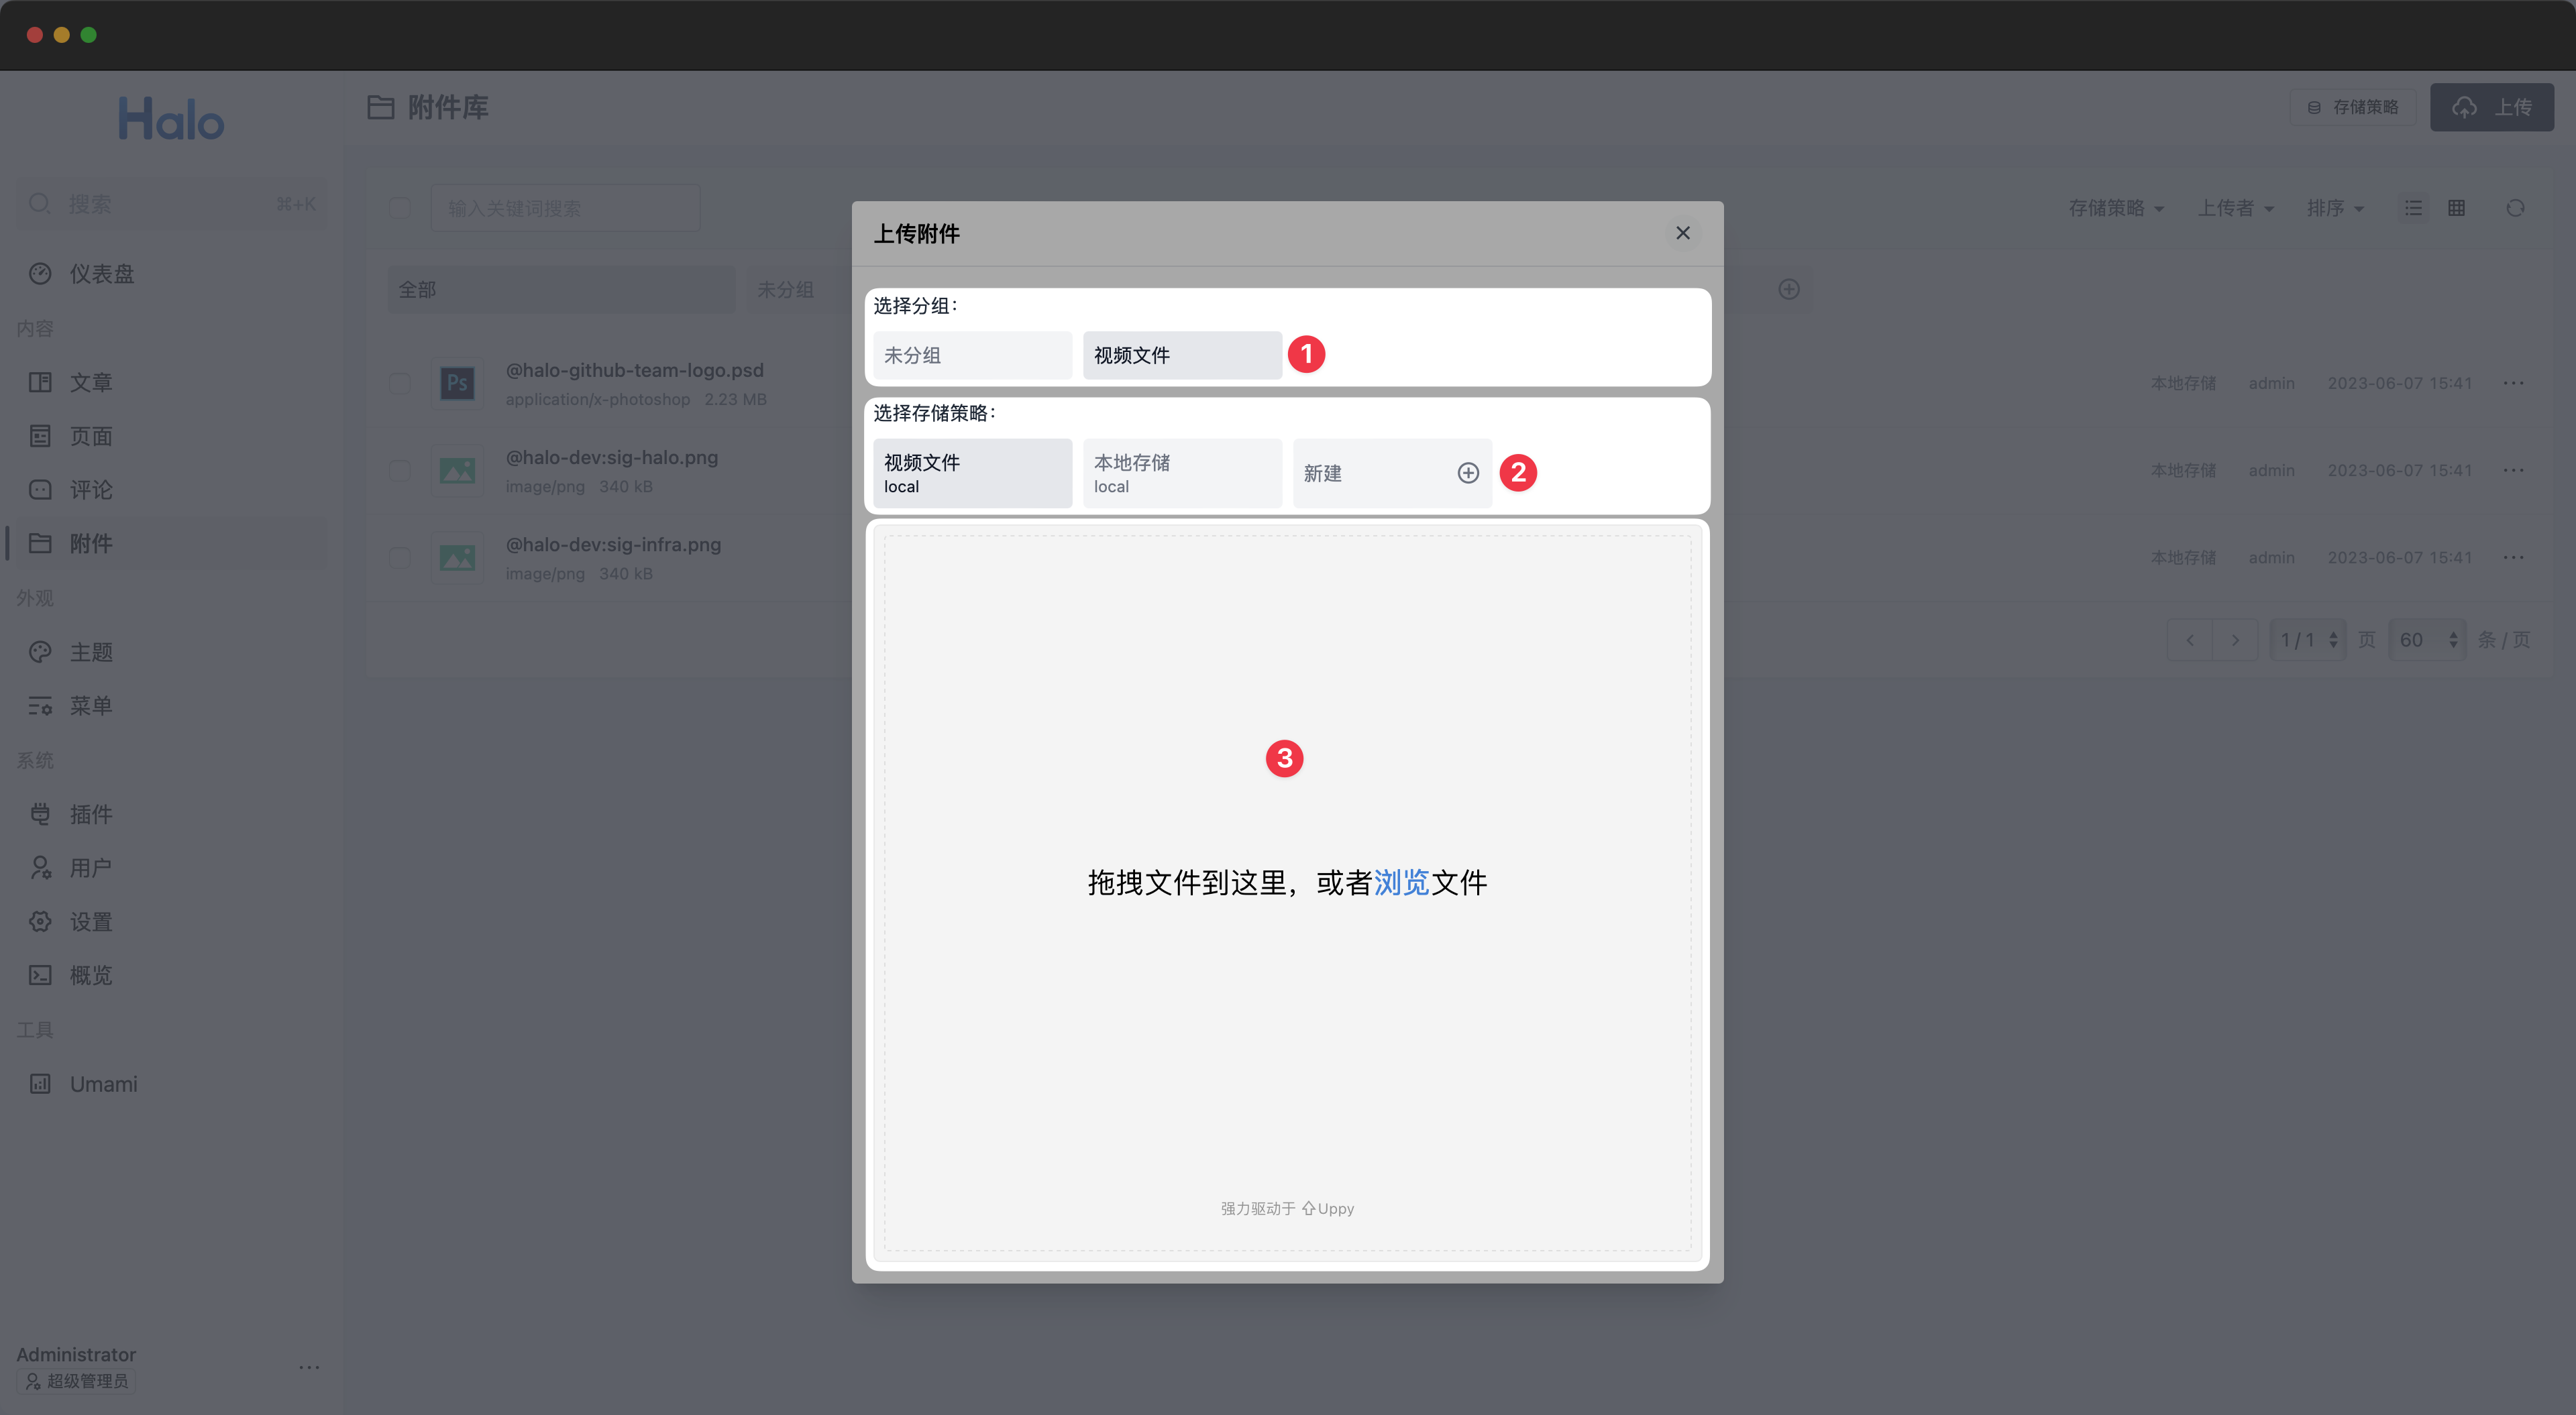 Halo
搜索 ⌘+K
仪表盘
内容
文章
页面
评论
附件
外观
主题
菜单
系统
插件
用户
设置
概览
工具
Umami
Administrator
超级管理员
附件库
存储策略 上传
输入关键词搜索
存储策略 上传者 排序
全部 未分组
Ps
@halo-github-team-logo.psd
application/x-photoshop 2.23 MB
本地存储 admin 2023-06-07 15:41
@halo-dev:sig-halo.png
image/png 340 kB
本地存储 admin 2023-06-07 15:41
@halo-dev:sig-infra.png
image/png 340 kB
本地存储 admin 2023-06-07 15:41
1 / 1 页 60 条 / 页
上传附件
选择分组：
未分组 视频文件 1
选择存储策略：
视频文件 本地存储 新建 2
local local
3
拖拽文件到这里，或者浏览文件
强力驱动于 Uppy